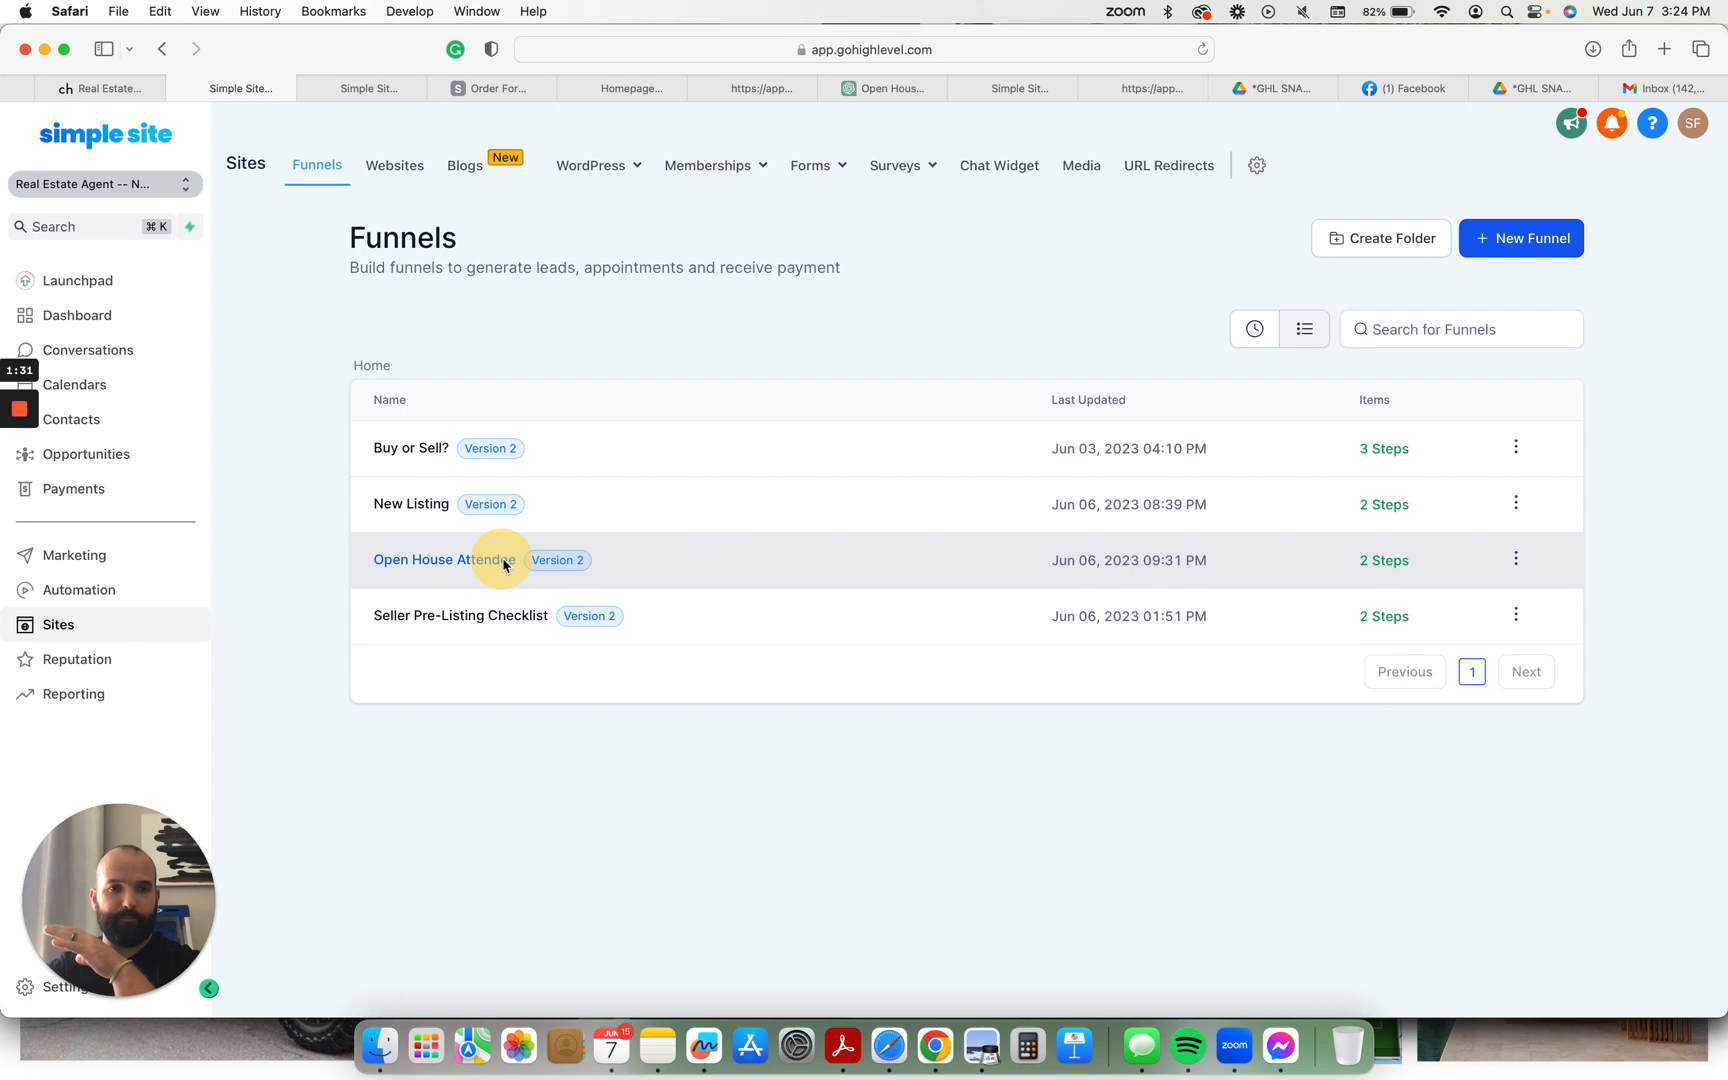 Safari File Edit View History Bookmarks Develop Window Help
zoom 82% Wed Jun 7 3:24 PM
app.gohighlevel.com
ch Real Estate... Simple Site... Simple Sit... S Order For... Homepage... https://app... Open Hous... Simple Sit... https://app... *GHL SNA... (1) Facebook *GHL SNA... Inbox (142,...
simple site
? SF
Sites Funnels Websites Blogs New WordPress Memberships Forms Surveys Chat Widget Media URL Redirects
Real Estate Agent -- N...
Search ⌘ K
Launchpad
Dashboard
Conversations
1:31
Calendars
Contacts
Opportunities
Payments
Marketing
Automation
Sites
Reputation
Reporting
Funnels
Build funnels to generate leads, appointments and receive payment
Create Folder
+ New Funnel
Search for Funnels
Home
Name Last Updated Items
Buy or Sell? Version 2 Jun 03, 2023 04:10 PM 3 Steps
New Listing Version 2 Jun 06, 2023 08:39 PM 2 Steps
Open House Attendee Version 2 Jun 06, 2023 09:31 PM 2 Steps
Seller Pre-Listing Checklist Version 2 Jun 06, 2023 01:51 PM 2 Steps
Previous 1 Next
JUN 15
7
zoom